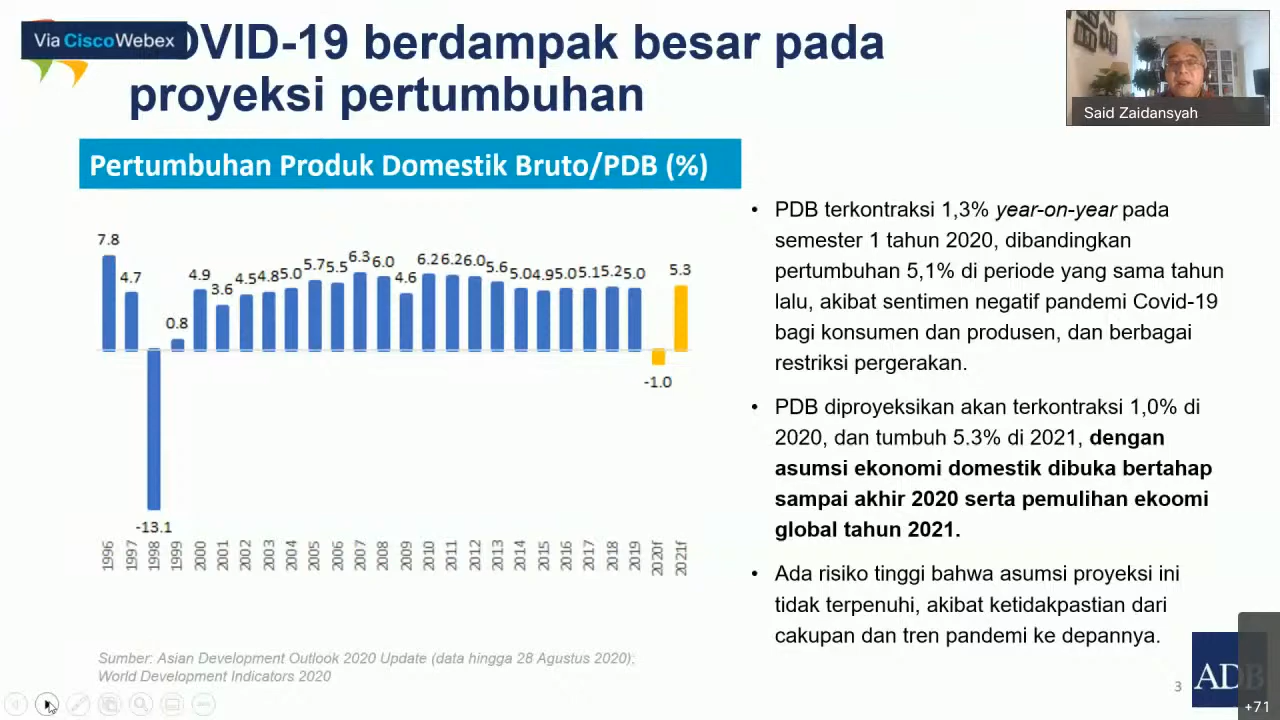 Via Cisco Webex
OVID-19 berdampak besar pada
proyeksi pertumbuhan
Said Zaidansyah
Pertumbuhan Produk Domestik Bruto/PDB (%)
7.8
4.7
-13.1
0.8
4.9
3.6
4.5
4.8
5.0
5.7
5.5
6.3
6.0
4.6
6.2
6.2
6.0
5.6
5.0
4.9
5.0
5.1
5.2
5.0
-1.0
5.3
1996
1997
1998
1999
2000
2001
2002
2003
2004
2005
2006
2007
2008
2009
2010
2011
2012
2013
2014
2015
2016
2017
2018
2019
2020f
2021f
• PDB terkontraksi 1,3% year-on-year pada
semester 1 tahun 2020, dibandingkan
pertumbuhan 5,1% di periode yang sama tahun
lalu, akibat sentimen negatif pandemi Covid-19
bagi konsumen dan produsen, dan berbagai
restriksi pergerakan.
• PDB diproyeksikan akan terkontraksi 1,0% di
2020, dan tumbuh 5.3% di 2021, dengan
asumsi ekonomi domestik dibuka bertahap
sampai akhir 2020 serta pemulihan ekoomi
global tahun 2021.
• Ada risiko tinggi bahwa asumsi proyeksi ini
tidak terpenuhi, akibat ketidakpastian dari
cakupan dan tren pandemi ke depannya.
Sumber: Asian Development Outlook 2020 Update (data hingga 28 Agustus 2020);
World Development Indicators 2020
3
ADB
+71